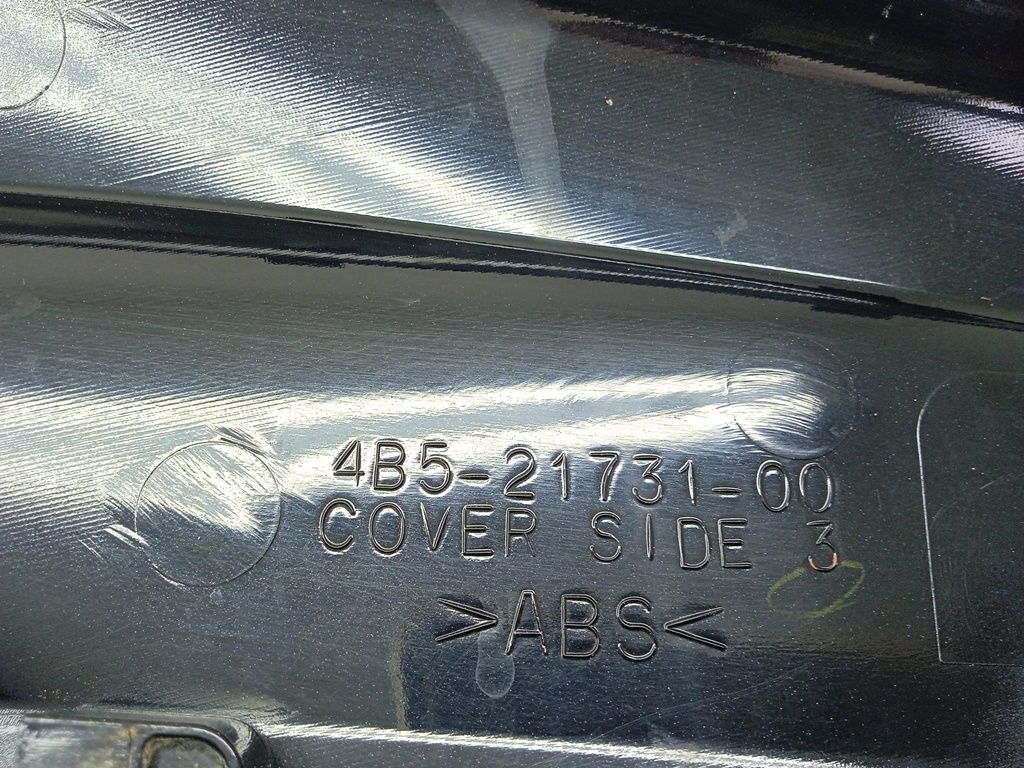 4B5-21731-00
COVER SIDE 3
>ABS<